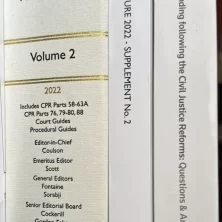 Volume 2
2022
Includes CPR Parts 58-63A
CPR Parts 76, 79-80, 88
Court Guides
Procedural Guides
Editor-in-Chief
Coulson
Emeritus Editor
Scott
General Editors
Fontaine
Sorabji
Senior Editorial Board
Cockerill
URE 2022 - SUPPLEMENT No. 2
ding following the Civil Justice Reforms: Questions & A